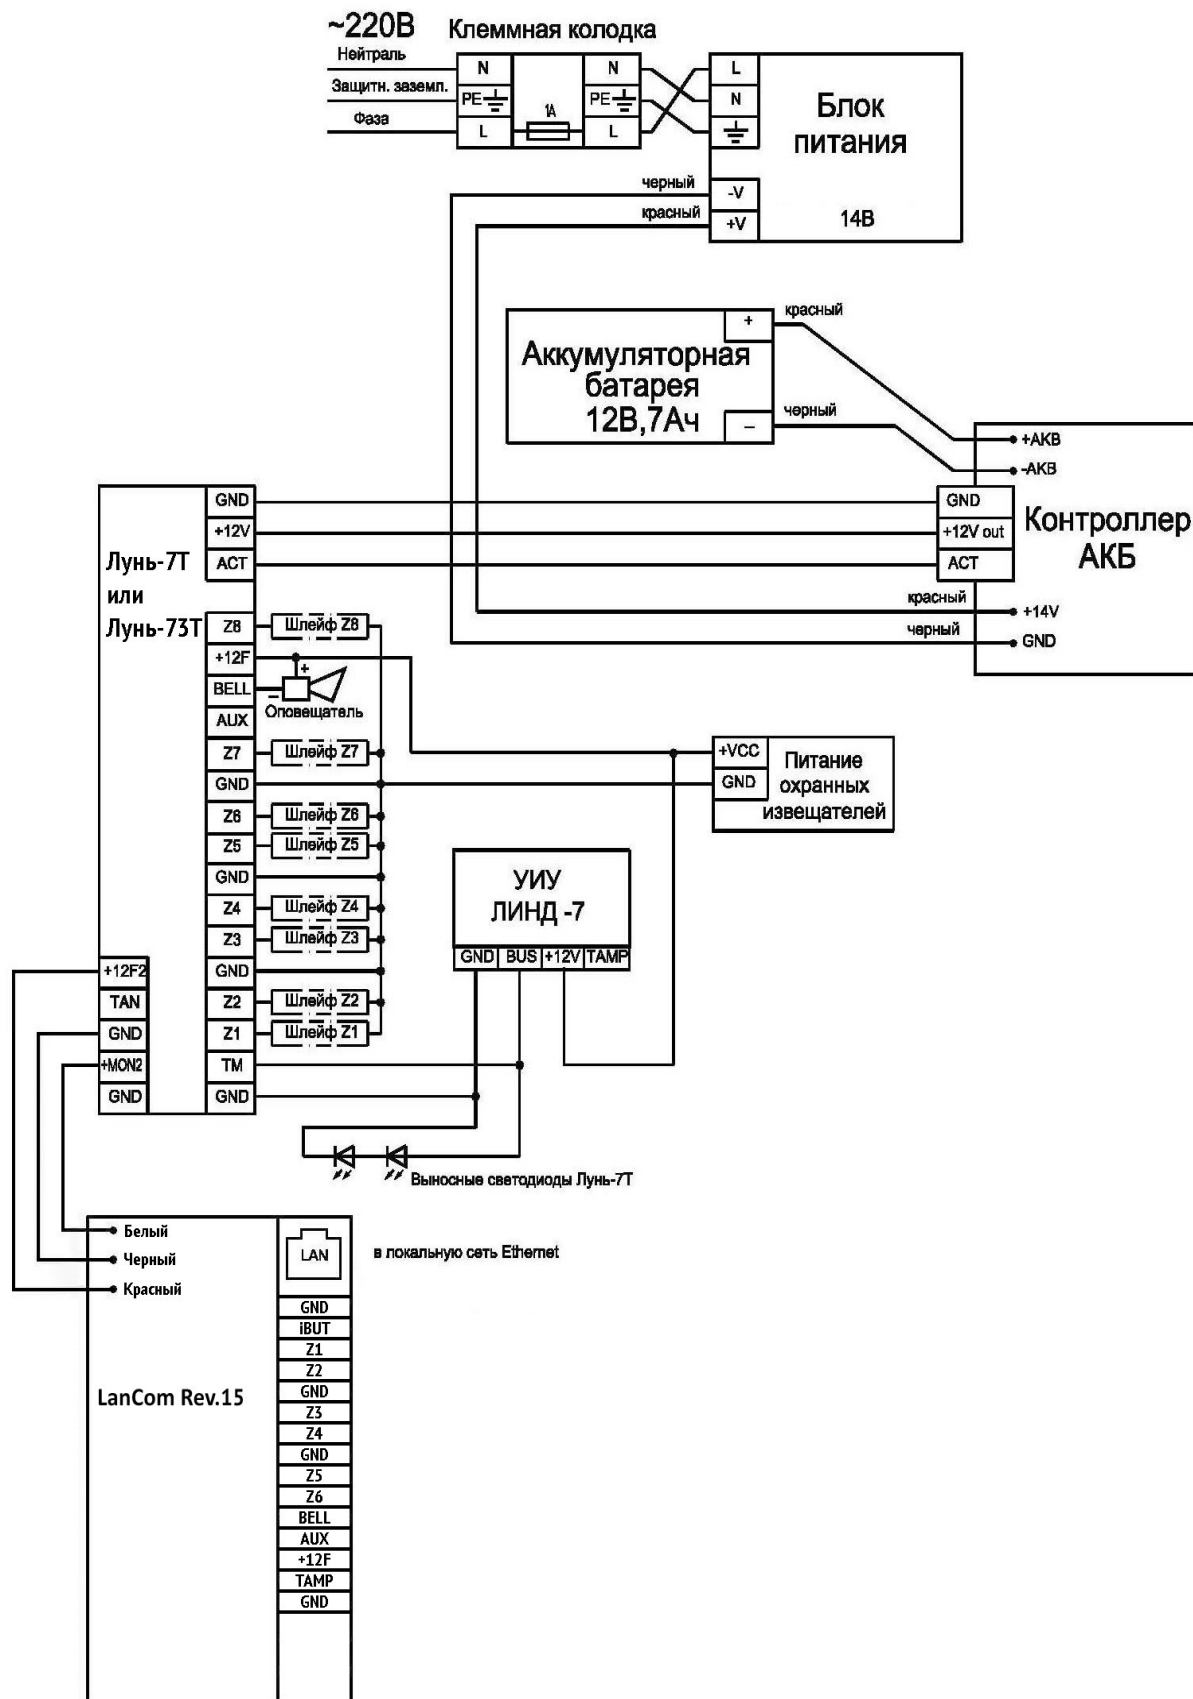 ~220В Клеммная колодка
Нейтраль
Защитн. заземл.
Фаза
N
PE
L
1А
N
PE
L
L
N
Блок
питания
14В
черный
-V
красный
+V
Аккумуляторная
батарея
12В,7Ач
+
–
красный
черный
+АКБ
-АКБ
GND
+12V out
ACT
Контроллер
АКБ
красный
+14V
черный
GND
Лунь-7Т
или
Лунь-73Т
GND
+12V
ACT
Z8
+12F
BELL
AUX
Z7
GND
Z6
Z5
GND
Z4
Z3
GND
Z2
Z1
TM
GND
Шлейф Z8
+
–
Оповещатель
Шлейф Z7
Шлейф Z6
Шлейф Z5
Шлейф Z4
Шлейф Z3
Шлейф Z2
Шлейф Z1
+VCC
GND
Питание
охранных
извещателей
УИУ
ЛИНД -7
GND BUS +12V TAMP
+12F2
TAN
GND
+MON2
GND
Выносные светодиоды Лунь-7Т
Белый
Черный
Красный
LanCom Rev.15
LAN
в локальную сеть Ethernet
GND
iBUT
Z1
Z2
GND
Z3
Z4
GND
Z5
Z6
BELL
AUX
+12F
TAMP
GND